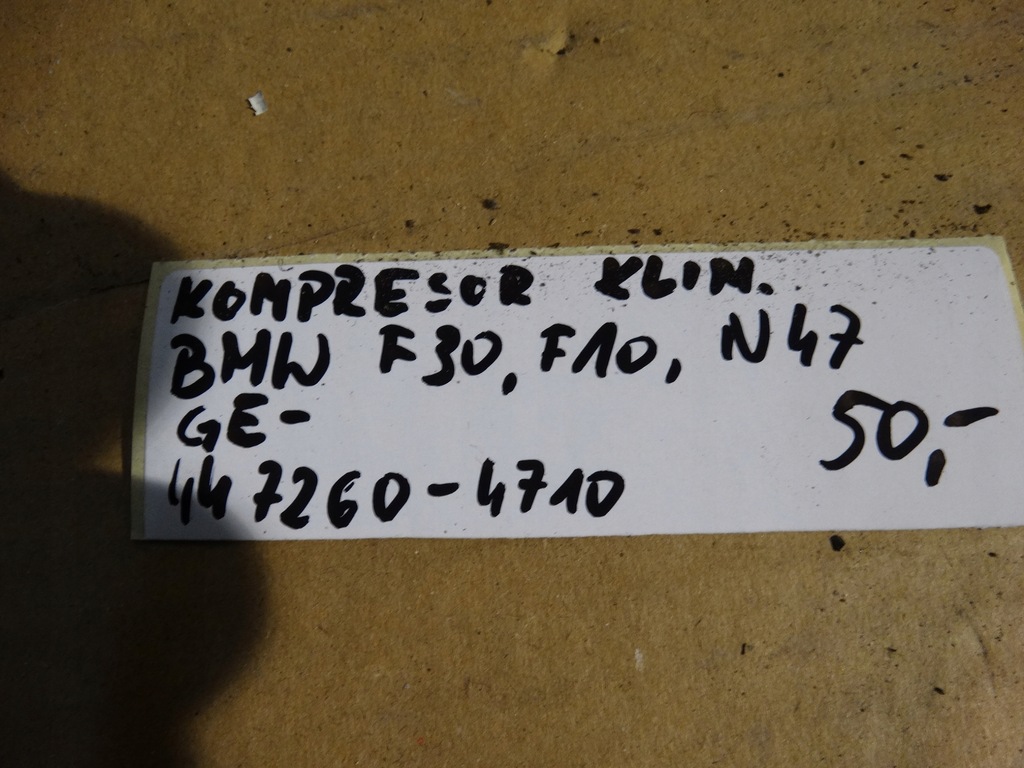 KOMPRESOR KLIM.
BMW F30, F10, N47
GE-
50,-
447260-4710